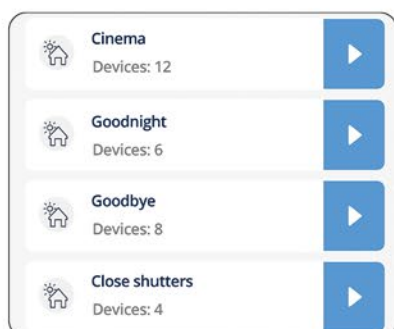 Cinema
Devices: 12
Goodnight
Devices: 6
Goodbye
Devices: 8
Close shutters
Devices: 4